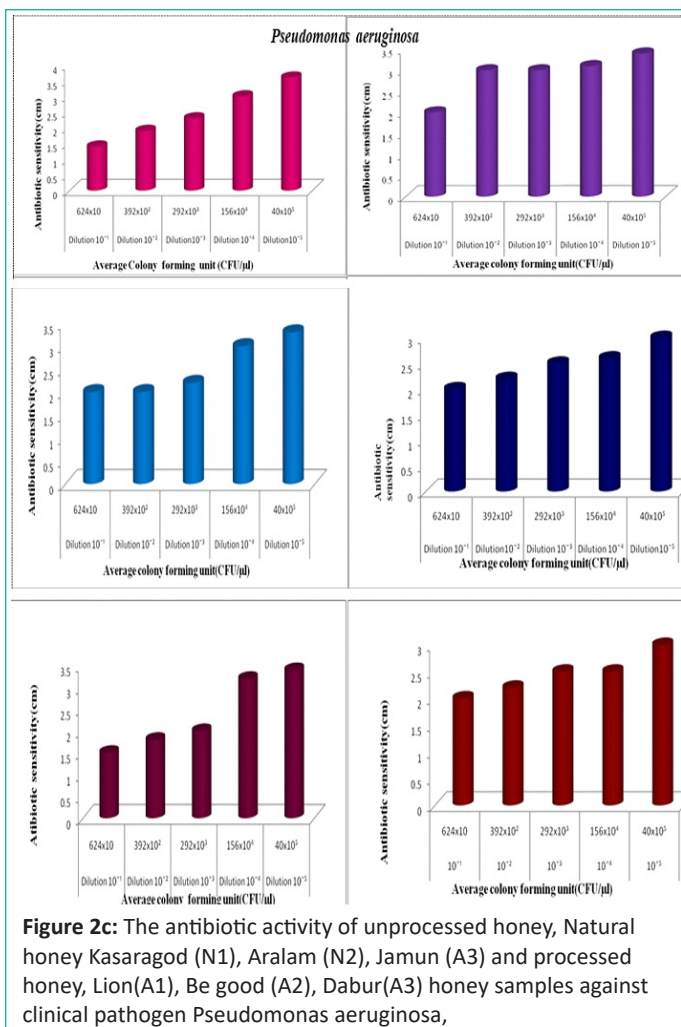 Pseudomonas aeruginosa
Antibiotic sensitivity(cm)
4
3.5
3
2.5
2
1.5
1
0.5
0
624x10 392x10² 292x10³ 156x10⁴ 40x10⁵
Dilution 10⁻¹ Dilution 10⁻² Dilution 10⁻³ Dilution 10⁻⁴ Dilution 10⁻⁵
Average Colony forming unit (CFU/µl)
Antibiotic sensitivity(cm)
3.5
3
2.5
2
1.5
1
0.5
0
624x10 392x10² 292x10³ 156x10⁴ 40x10⁵
Dilution 10⁻¹ Dilution 10⁻² Dilution 10⁻³ Dilution 10⁻⁴ Dilution 10⁻⁵
Average colony forming unit(CFU/µl)
Antibiotic sensitivity(cm)
3.5
3
2.5
2
1.5
1
0.5
0
624x10 392x10² 292x10³ 156x10⁴ 40x10⁵
Dilution 10⁻¹ Dilution 10⁻² Dilution 10⁻³ Dilution 10⁻⁴ Dilution 10⁻⁵
Average colony forming unit(CFU/µl)
Antibiotic
sensitivity(cm)
3
2.5
2
1.5
1
0.5
0
624x10 392x10² 292x10³ 156x10⁴ 40x10⁵
Dilution 10⁻¹ Dilution 10⁻² Dilution 10⁻³ Dilution 10⁻⁴ Dilution 10⁻⁵
Average colony forming unit(CFU/µl)
Atibiotic sensitivity(cm)
3.5
3
2.5
2
1.5
1
0.5
0
624x10 392x10² 292x10³ 156x10⁴ 40x10⁵
Dilution 10⁻¹ Dilution 10⁻² Dilution 10⁻³ Dilution 10⁻⁴ Dilution 10⁻⁵
Average colony forming unit(CFU/µl)
Antibiotic sensitivity(cm)
3
2.5
2
1.5
1
0.5
0
624x10 392x10² 292x10³ 156x10⁴ 40x10⁵
10⁻¹ 10⁻² 10⁻³ 10⁻⁴ 10⁻⁵
Average colony forming unit(CFU/µl)
Figure 2c: The antibiotic activity of unprocessed honey, Natural
honey Kasaragod (N1), Aralam (N2), Jamun (A3) and processed
honey, Lion(A1), Be good (A2), Dabur(A3) honey samples against
clinical pathogen Pseudomonas aeruginosa,